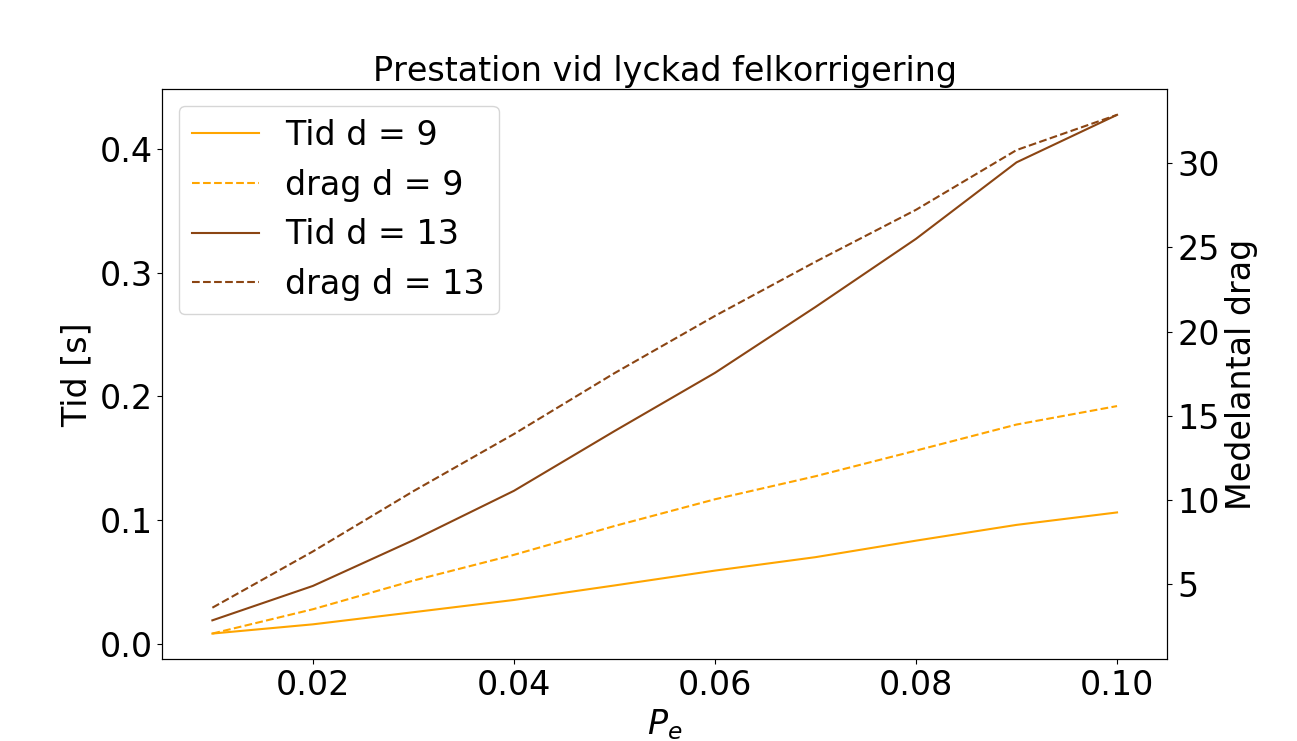 Prestation vid lyckad felkorrigering
Tid d = 9
drag d = 9
Tid d = 13
drag d = 13
Tid [s]
0.4
0.3
0.2
0.1
0.0
30
25
20
15
10
5
Medelantal drag
0.02 0.04 0.06 0.08 0.10
Pₑ